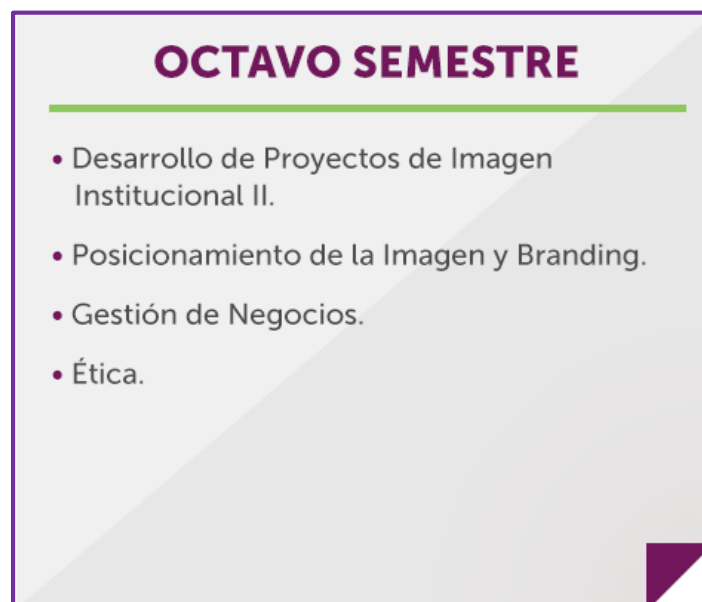 OCTAVO SEMESTRE
• Desarrollo de Proyectos de Imagen
Institucional II.
• Posicionamiento de la Imagen y Branding.
• Gestión de Negocios.
• Ética.